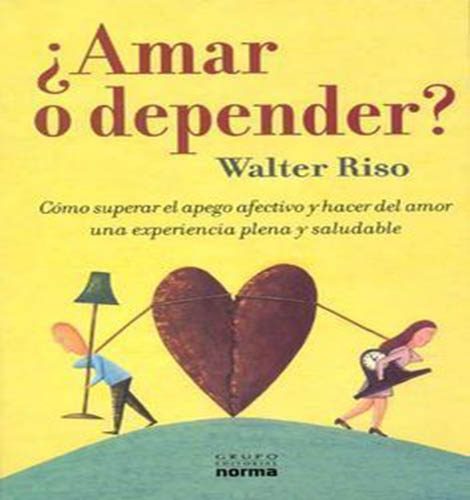 ¿Amar
o depender?
Walter Riso
Cómo superar el apego afectivo y hacer del amor
una experiencia plena y saludable
GRUPO
EDITORIAL
norma